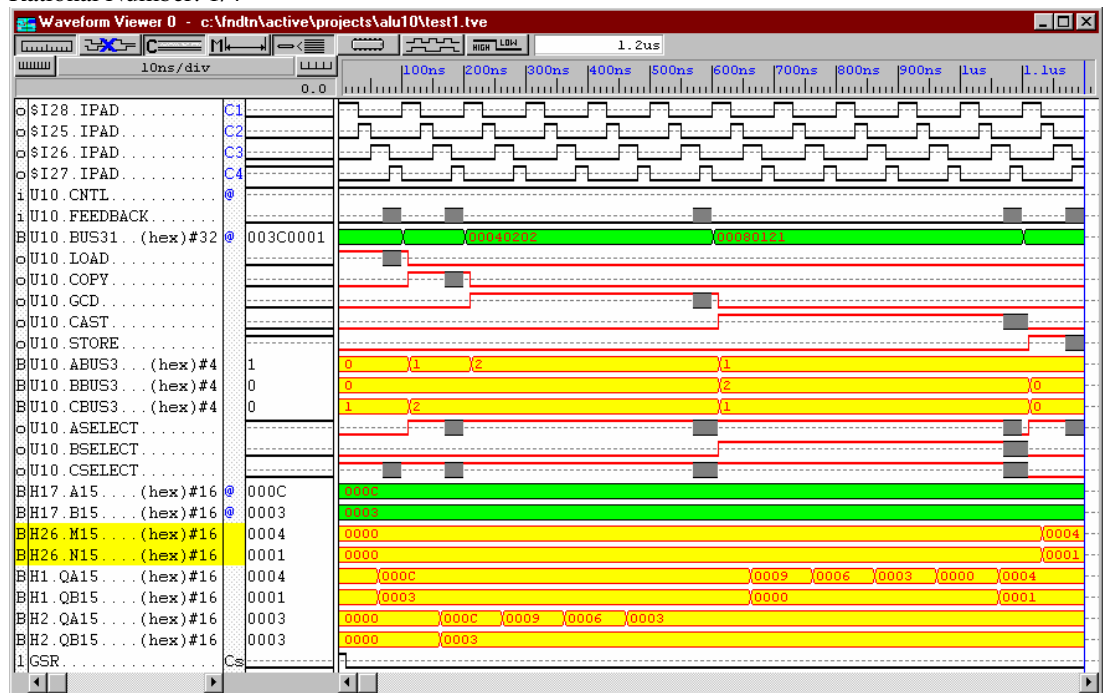 Waveform Viewer 0 - c:\fndtn\active\projects\alu10\test1.tve
C M HIGH LOW 1.2us
10ns/div 100ns 200ns 300ns 400ns 500ns 600ns 700ns 800ns 900ns 1us 1.1us
0.0
o $I28.IPAD.......... C1
o $I25.IPAD.......... C2
o $I26.IPAD.......... C3
o $I27.IPAD.......... C4
i U10.CNTL........... @
i U10.FEEDBACK.......
B U10.BUS31..(hex)#32 @ 003C0001 00040202 00080121
o U10.LOAD...........
o U10.COPY...........
o U10.GCD............
o U10.CAST...........
o U10.STORE..........
B U10.ABUS3...(hex)#4 1 0 1 2 1
B U10.BBUS3...(hex)#4 0 0 2 0
B U10.CBUS3...(hex)#4 0 1 2 1 0
o U10.ASELECT........
o U10.BSELECT........
o U10.CSELECT........
B H17.A15....(hex)#16 @ 000C 000C
B H17.B15....(hex)#16 @ 0003 0003
B H26.M15....(hex)#16 0004 0000 0004
B H26.N15....(hex)#16 0001 0000 0001
B H1.QA15....(hex)#16 0004 000C 0009 0006 0003 0000 0004
B H1.QB15....(hex)#16 0001 0003 0000 0001
B H2.QA15....(hex)#16 0003 0000 000C 0009 0006 0003
B H2.QB15....(hex)#16 0003 0000 0003
l GSR................ Cs